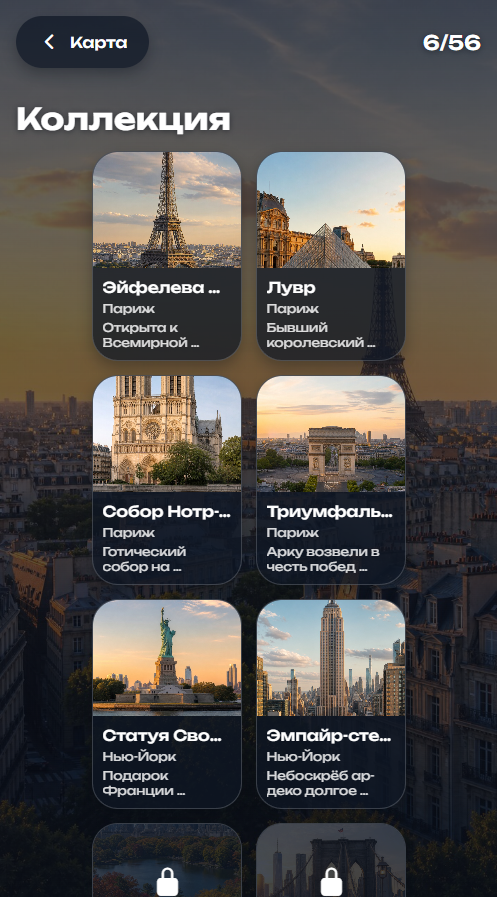 Карта
6/56
Коллекция
Эйфелева ...
Париж
Открыта к
Всемирной ...
Лувр
Париж
Бывший
королевский ...
Собор Нотр-...
Париж
Готический
собор на ...
Триумфаль...
Париж
Арку возвели в
честь побед ...
Статуя Сво...
Нью-Йорк
Подарок
Франции ...
Эмпайр-сте...
Нью-Йорк
Небоскрёб ар-
деко долгое ...